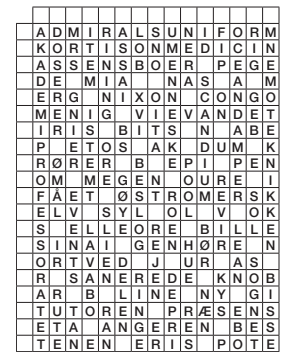 ADMIRALSUNIFORM
KORTISONMEDICIN
ASSENSBOER PEGE
DE MIA NAS A M
ERG NIXON CONGO
MENIG VIEVANDET
IRIS BITS N ABE
P ETOS AK DUM K
RØRER B EPI PEN
OM MEGEN OURE I
FÅET ØSTROMERSK
ELV SYL OL V OK
S ELLEORE BILLE
SINAI GENHØRE N
ORTVED J UR AS
R SANEREDE KNOB
AR B LINE NY GI
TUTOREN PRÆSENS
ETA ANGEREN BES
TENEN ERIS POTE